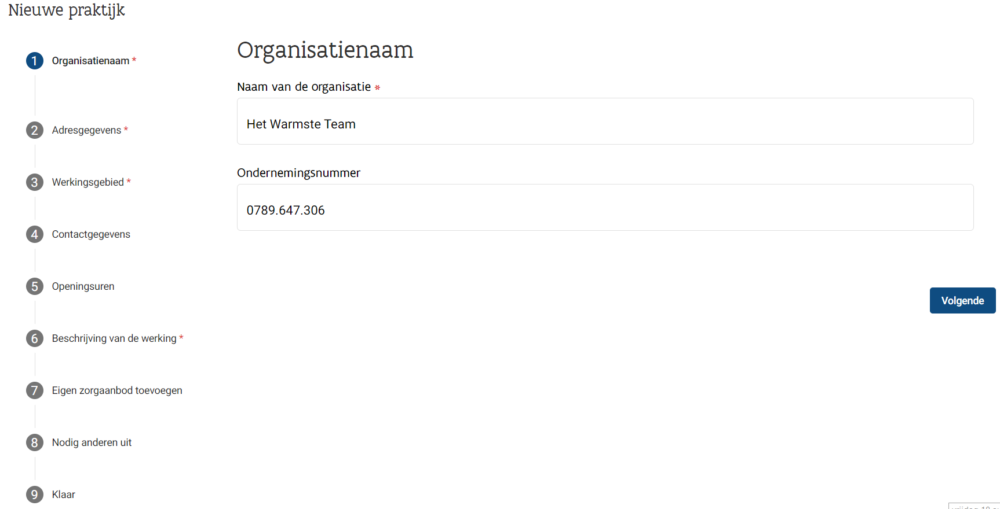 Nieuwe praktijk
1 Organisatienaam *
2 Adresgegevens *
3 Werkingsgebied *
4 Contactgegevens
5 Openingsuren
6 Beschrijving van de werking *
7 Eigen zorgaanbod toevoegen
8 Nodig anderen uit
9 Klaar
Organisatienaam
Naam van de organisatie *
Het Warmste Team
Ondernemingsnummer
0789.647.306
Volgende